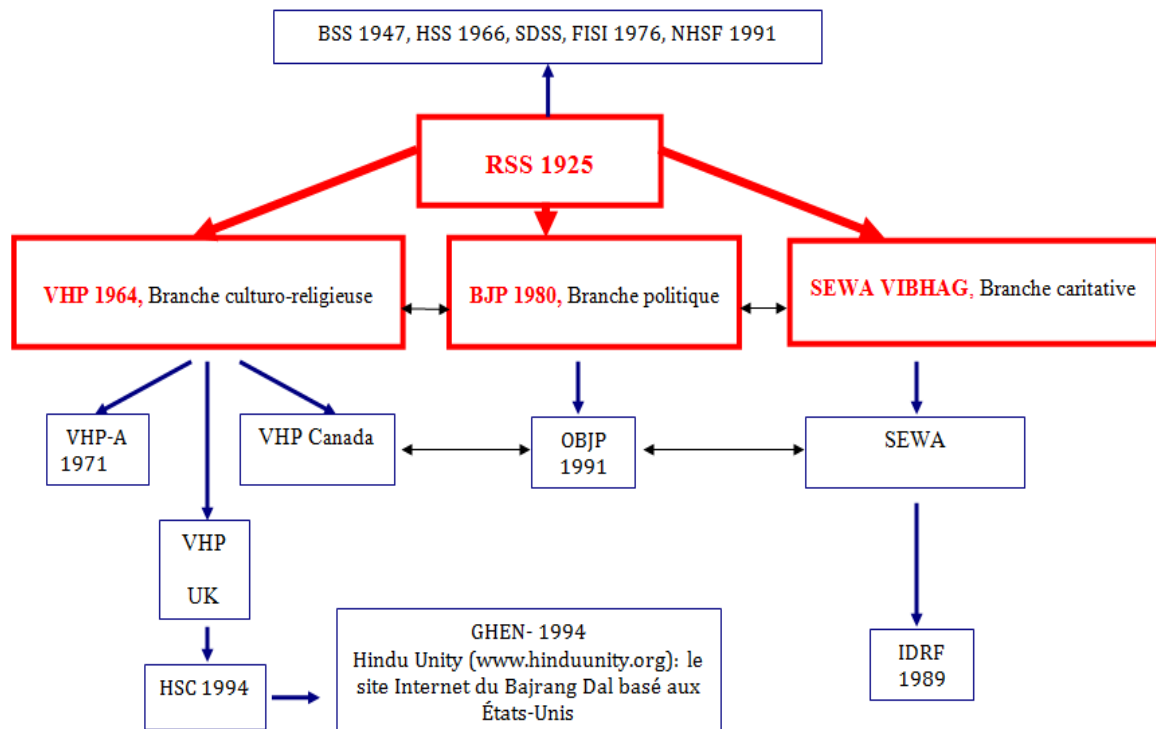 BSS 1947, HSS 1966, SDSS, FISI 1976, NHSF 1991
RSS 1925
VHP 1964, Branche culturo-religieuse
BJP 1980, Branche politique
SEWA VIBHAG, Branche caritative
VHP-A
1971
VHP Canada
OBJP
1991
SEWA
VHP
UK
HSC 1994
GHEN- 1994
Hindu Unity (www.hinduunity.org): le
site Internet du Bajrang Dal basé aux
États-Unis
IDRF
1989